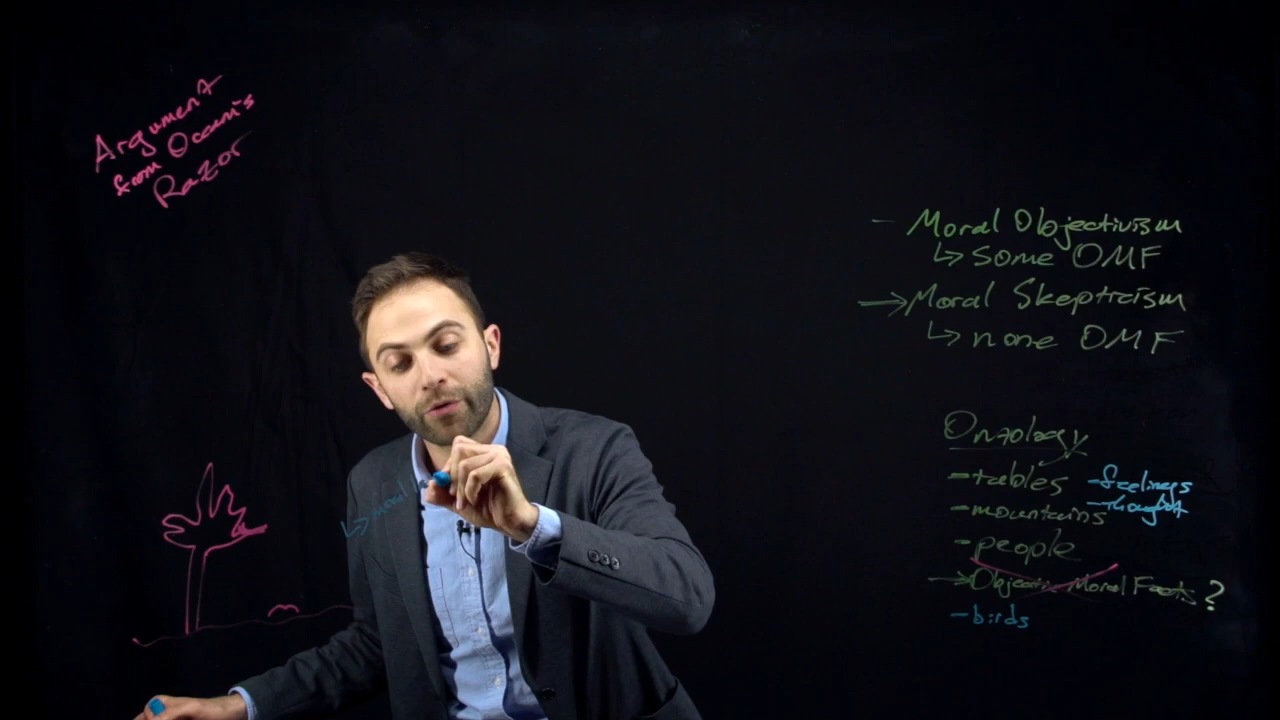 Argument
from Occam's
Razor
- Moral Objectivism
↳ Some OMF
→ Moral Skepticism
↳ none OMF
Ontology
- tables
- feelings
- mountains
- thoughts
- people
→ Objective Moral Facts ?
- birds
↳ moral